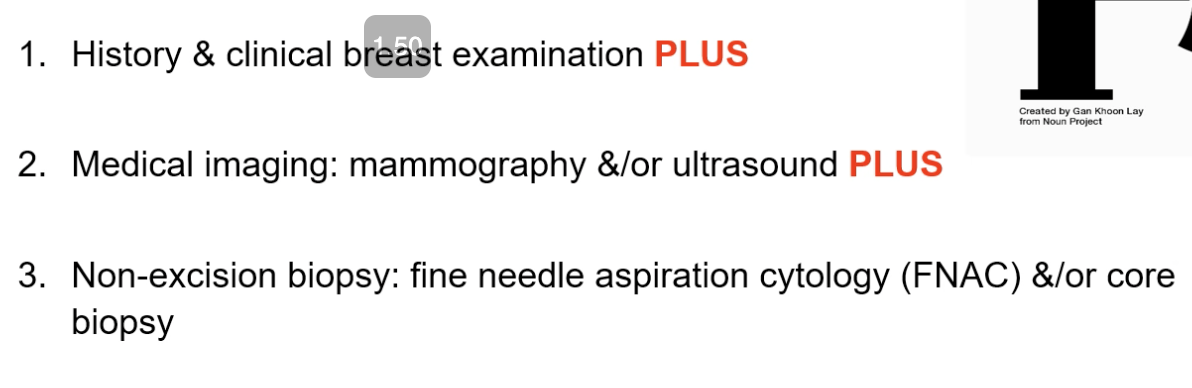 1. History & clinical breast examination PLUS
1.50
Created by Gan Khoon Lay
from Noun Project
2. Medical imaging: mammography &/or ultrasound PLUS
3. Non-excision biopsy: fine needle aspiration cytology (FNAC) &/or core
biopsy